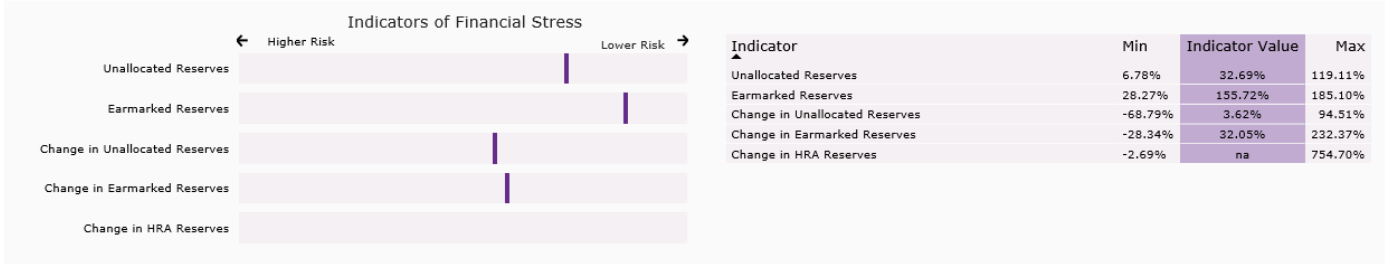 Indicators of Financial Stress
← Higher Risk Lower Risk →
Unallocated Reserves
Earmarked Reserves
Change in Unallocated Reserves
Change in Earmarked Reserves
Change in HRA Reserves
Indicator Min Indicator Value Max
Unallocated Reserves 6.78% 32.69% 119.11%
Earmarked Reserves 28.27% 155.72% 185.10%
Change in Unallocated Reserves -68.79% 3.62% 94.51%
Change in Earmarked Reserves -28.34% 32.05% 232.37%
Change in HRA Reserves -2.69% na 754.70%